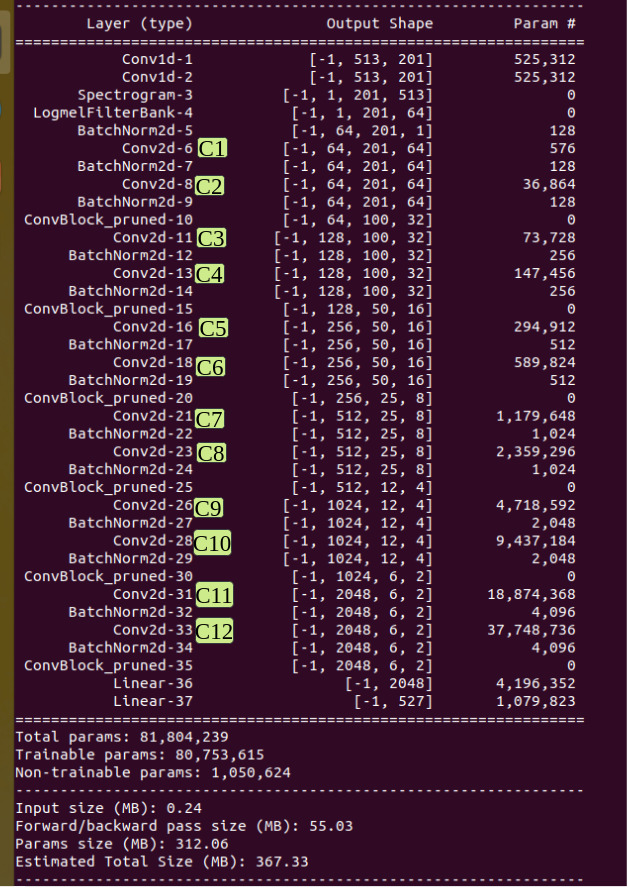 ----------------------------------------------------------------
Layer (type) Output Shape Param #
================================================================
Conv1d-1 [-1, 513, 201] 525,312
Conv1d-2 [-1, 513, 201] 525,312
Spectrogram-3 [-1, 1, 201, 513] 0
LogmelFilterBank-4 [-1, 1, 201, 64] 0
BatchNorm2d-5 [-1, 64, 201, 1] 128
Conv2d-6 C1 [-1, 64, 201, 64] 576
BatchNorm2d-7 [-1, 64, 201, 64] 128
Conv2d-8 C2 [-1, 64, 201, 64] 36,864
BatchNorm2d-9 [-1, 64, 201, 64] 128
ConvBlock_pruned-10 [-1, 64, 100, 32] 0
Conv2d-11 C3 [-1, 128, 100, 32] 73,728
BatchNorm2d-12 [-1, 128, 100, 32] 256
Conv2d-13 C4 [-1, 128, 100, 32] 147,456
BatchNorm2d-14 [-1, 128, 100, 32] 256
ConvBlock_pruned-15 [-1, 128, 50, 16] 0
Conv2d-16 C5 [-1, 256, 50, 16] 294,912
BatchNorm2d-17 [-1, 256, 50, 16] 512
Conv2d-18 C6 [-1, 256, 50, 16] 589,824
BatchNorm2d-19 [-1, 256, 50, 16] 512
ConvBlock_pruned-20 [-1, 256, 25, 8] 0
Conv2d-21 C7 [-1, 512, 25, 8] 1,179,648
BatchNorm2d-22 [-1, 512, 25, 8] 1,024
Conv2d-23 C8 [-1, 512, 25, 8] 2,359,296
BatchNorm2d-24 [-1, 512, 25, 8] 1,024
ConvBlock_pruned-25 [-1, 512, 12, 4] 0
Conv2d-26 C9 [-1, 1024, 12, 4] 4,718,592
BatchNorm2d-27 [-1, 1024, 12, 4] 2,048
Conv2d-28 C10 [-1, 1024, 12, 4] 9,437,184
BatchNorm2d-29 [-1, 1024, 12, 4] 2,048
ConvBlock_pruned-30 [-1, 1024, 6, 2] 0
Conv2d-31 C11 [-1, 2048, 6, 2] 18,874,368
BatchNorm2d-32 [-1, 2048, 6, 2] 4,096
Conv2d-33 C12 [-1, 2048, 6, 2] 37,748,736
BatchNorm2d-34 [-1, 2048, 6, 2] 4,096
ConvBlock_pruned-35 [-1, 2048, 6, 2] 0
Linear-36 [-1, 2048] 4,196,352
Linear-37 [-1, 527] 1,079,823
================================================================
Total params: 81,804,239
Trainable params: 80,753,615
Non-trainable params: 1,050,624
----------------------------------------------------------------
Input size (MB): 0.24
Forward/backward pass size (MB): 55.03
Params size (MB): 312.06
Estimated Total Size (MB): 367.33
----------------------------------------------------------------